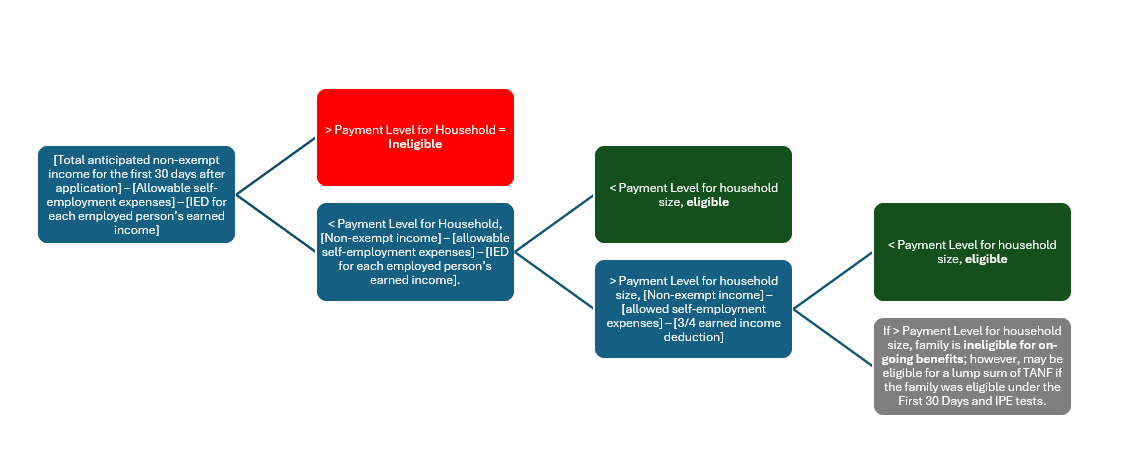 [Total anticipated non-exempt
income for the first 30 days after
application] – [Allowable self-
employment expenses] – [IED for
each employed person's earned
income]
> Payment Level for Household =
Ineligible
< Payment Level for Household,
[Non-exempt income] – [allowable
self-employment expenses] – [IED
for each employed person's
earned income].
< Payment Level for household
size, eligible
> Payment Level for household
size, [Non-exempt income] –
[allowed self-employment
expenses] – [3/4 earned income
deduction]
< Payment Level for household
size, eligible
If > Payment Level for household
size, family is ineligible for on-
going benefits; however, may be
eligible for a lump sum of TANF if
the family was eligible under the
First 30 Days and IPE tests.